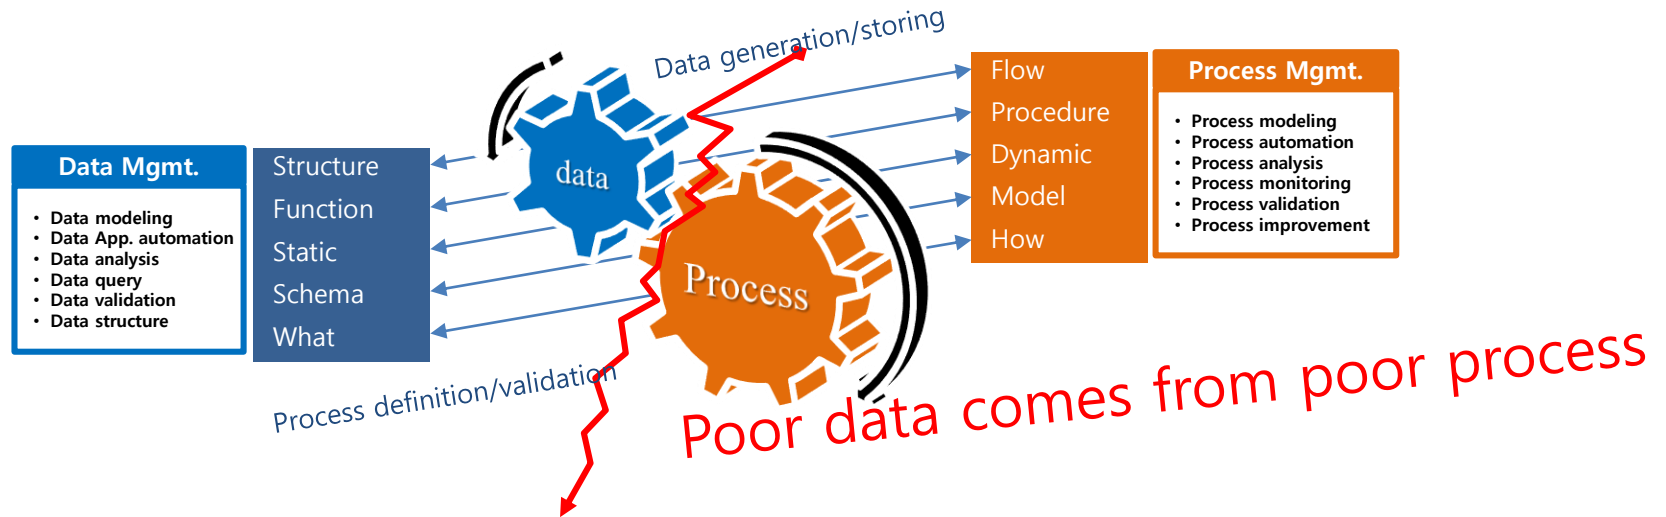 Data generation/storing
Data Mgmt.
• Data modeling
• Data App. automation
• Data analysis
• Data query
• Data validation
• Data structure
Structure
Function
Static
Schema
What
data
Process
Flow
Procedure
Dynamic
Model
How
Process Mgmt.
• Process modeling
• Process automation
• Process analysis
• Process monitoring
• Process validation
• Process improvement
Process definition/validation
Poor data comes from poor process